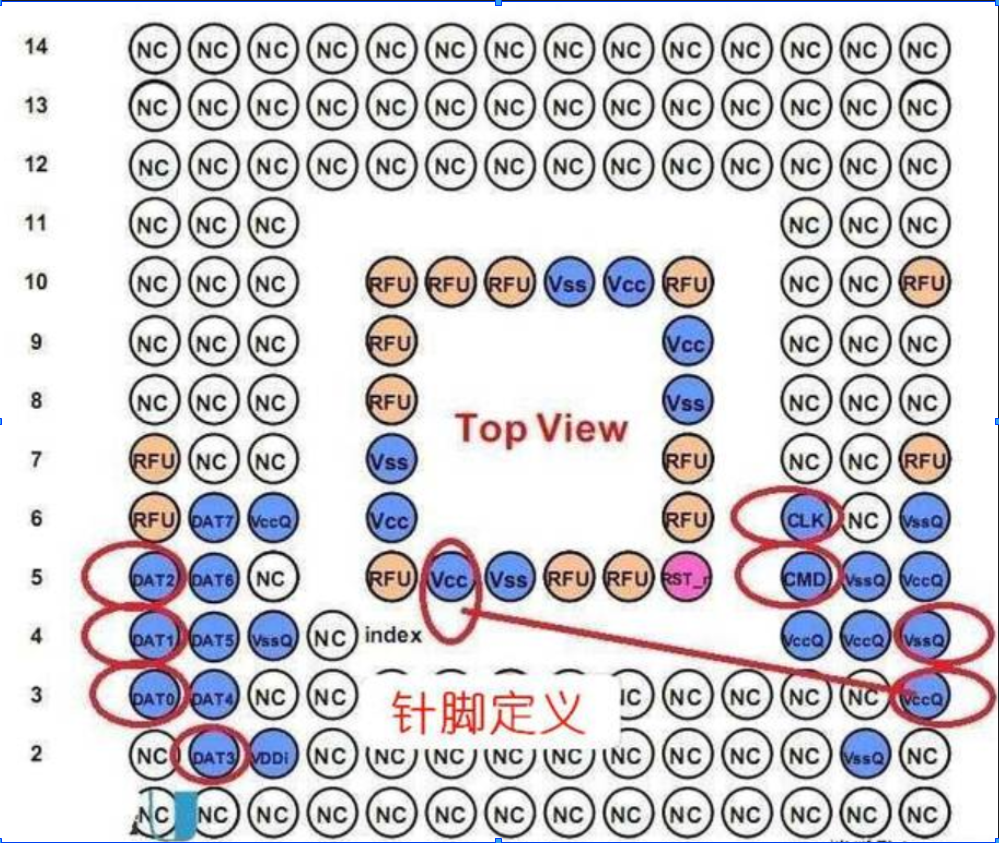 14 NC NC NC NC NC NC NC NC NC NC NC NC NC NC
13 NC NC NC NC NC NC NC NC NC NC NC NC NC NC
12 NC NC NC NC NC NC NC NC NC NC NC NC NC NC
11 NC NC NC NC NC NC
10 NC NC NC RFU RFU RFU Vss Vcc RFU NC NC RFU
9 NC NC NC RFU Vcc NC NC NC
8 NC NC NC RFU Vss NC NC NC
Top View
7 RFU NC NC Vss RFU NC NC RFU
6 RFU DAT7 VccQ Vcc RFU CLK NC VssQ
5 DAT2 DAT6 NC RFU Vcc Vss RFU RFU RST_n CMD VssQ VccQ
4 DAT1 DAT5 VssQ NC index VccQ VccQ VssQ
3 DAT0 DAT4 NC NC NC NC NC NC VccQ
针脚定义
2 NC DAT3 VDDi NC NC NC NC NC NC NC NC NC VssQ NC
NC NC NC NC NC NC NC NC NC NC NC NC NC NC